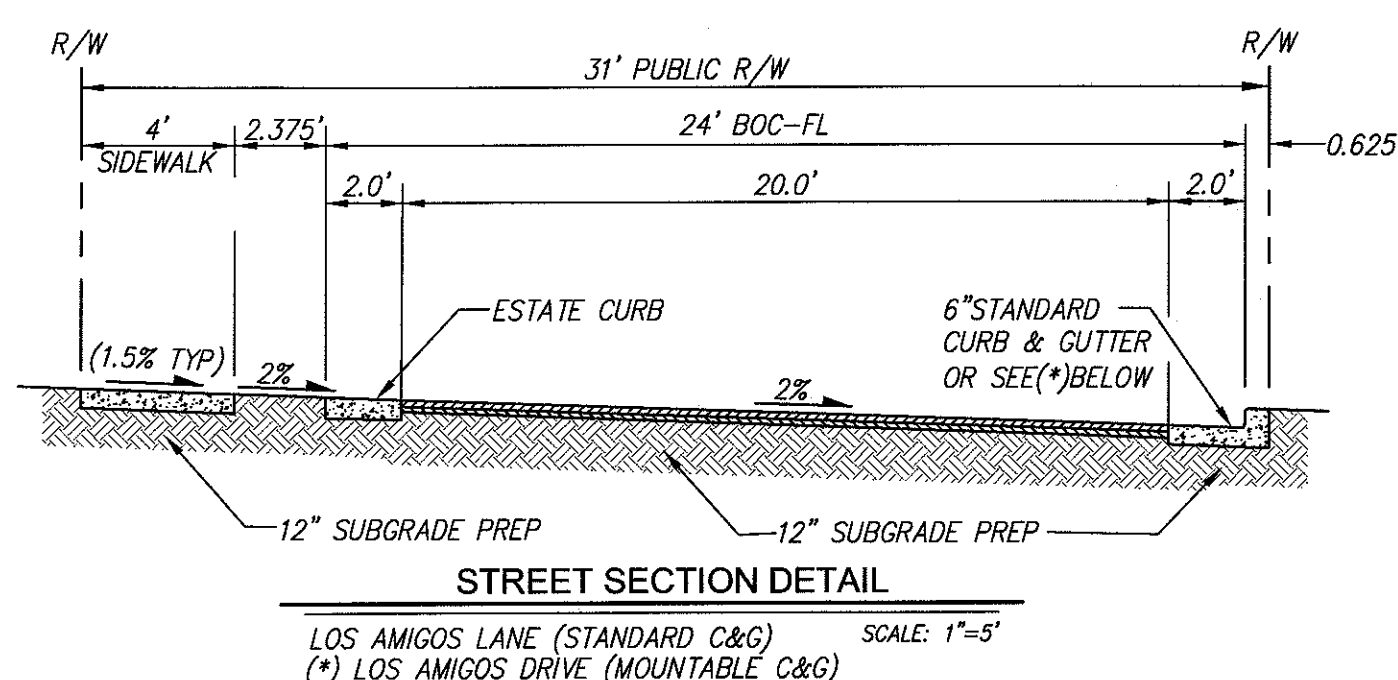 R/W
R/W
31' PUBLIC R/W
4'
SIDEWALK
2.375'
24' BOC-FL
0.625
2.0'
20.0'
2.0'
ESTATE CURB
6"STANDARD
CURB & GUTTER
OR SEE(*)BELOW
(1.5% TYP)
2%
2%
12" SUBGRADE PREP
12" SUBGRADE PREP
STREET SECTION DETAIL
LOS AMIGOS LANE (STANDARD C&G)
SCALE: 1"=5'
(*) LOS AMIGOS DRIVE (MOUNTABLE C&G)